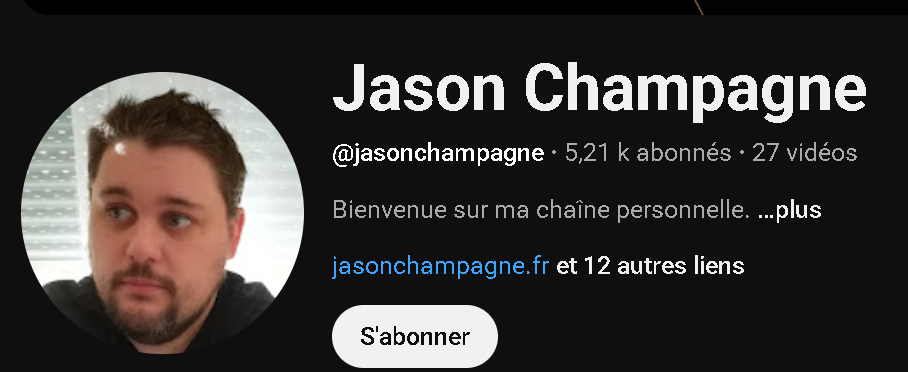 Jason Champagne
@jasonchampagne · 5,21 k abonnés · 27 vidéos
Bienvenue sur ma chaîne personnelle. ...plus
jasonchampagne.fr et 12 autres liens
S'abonner